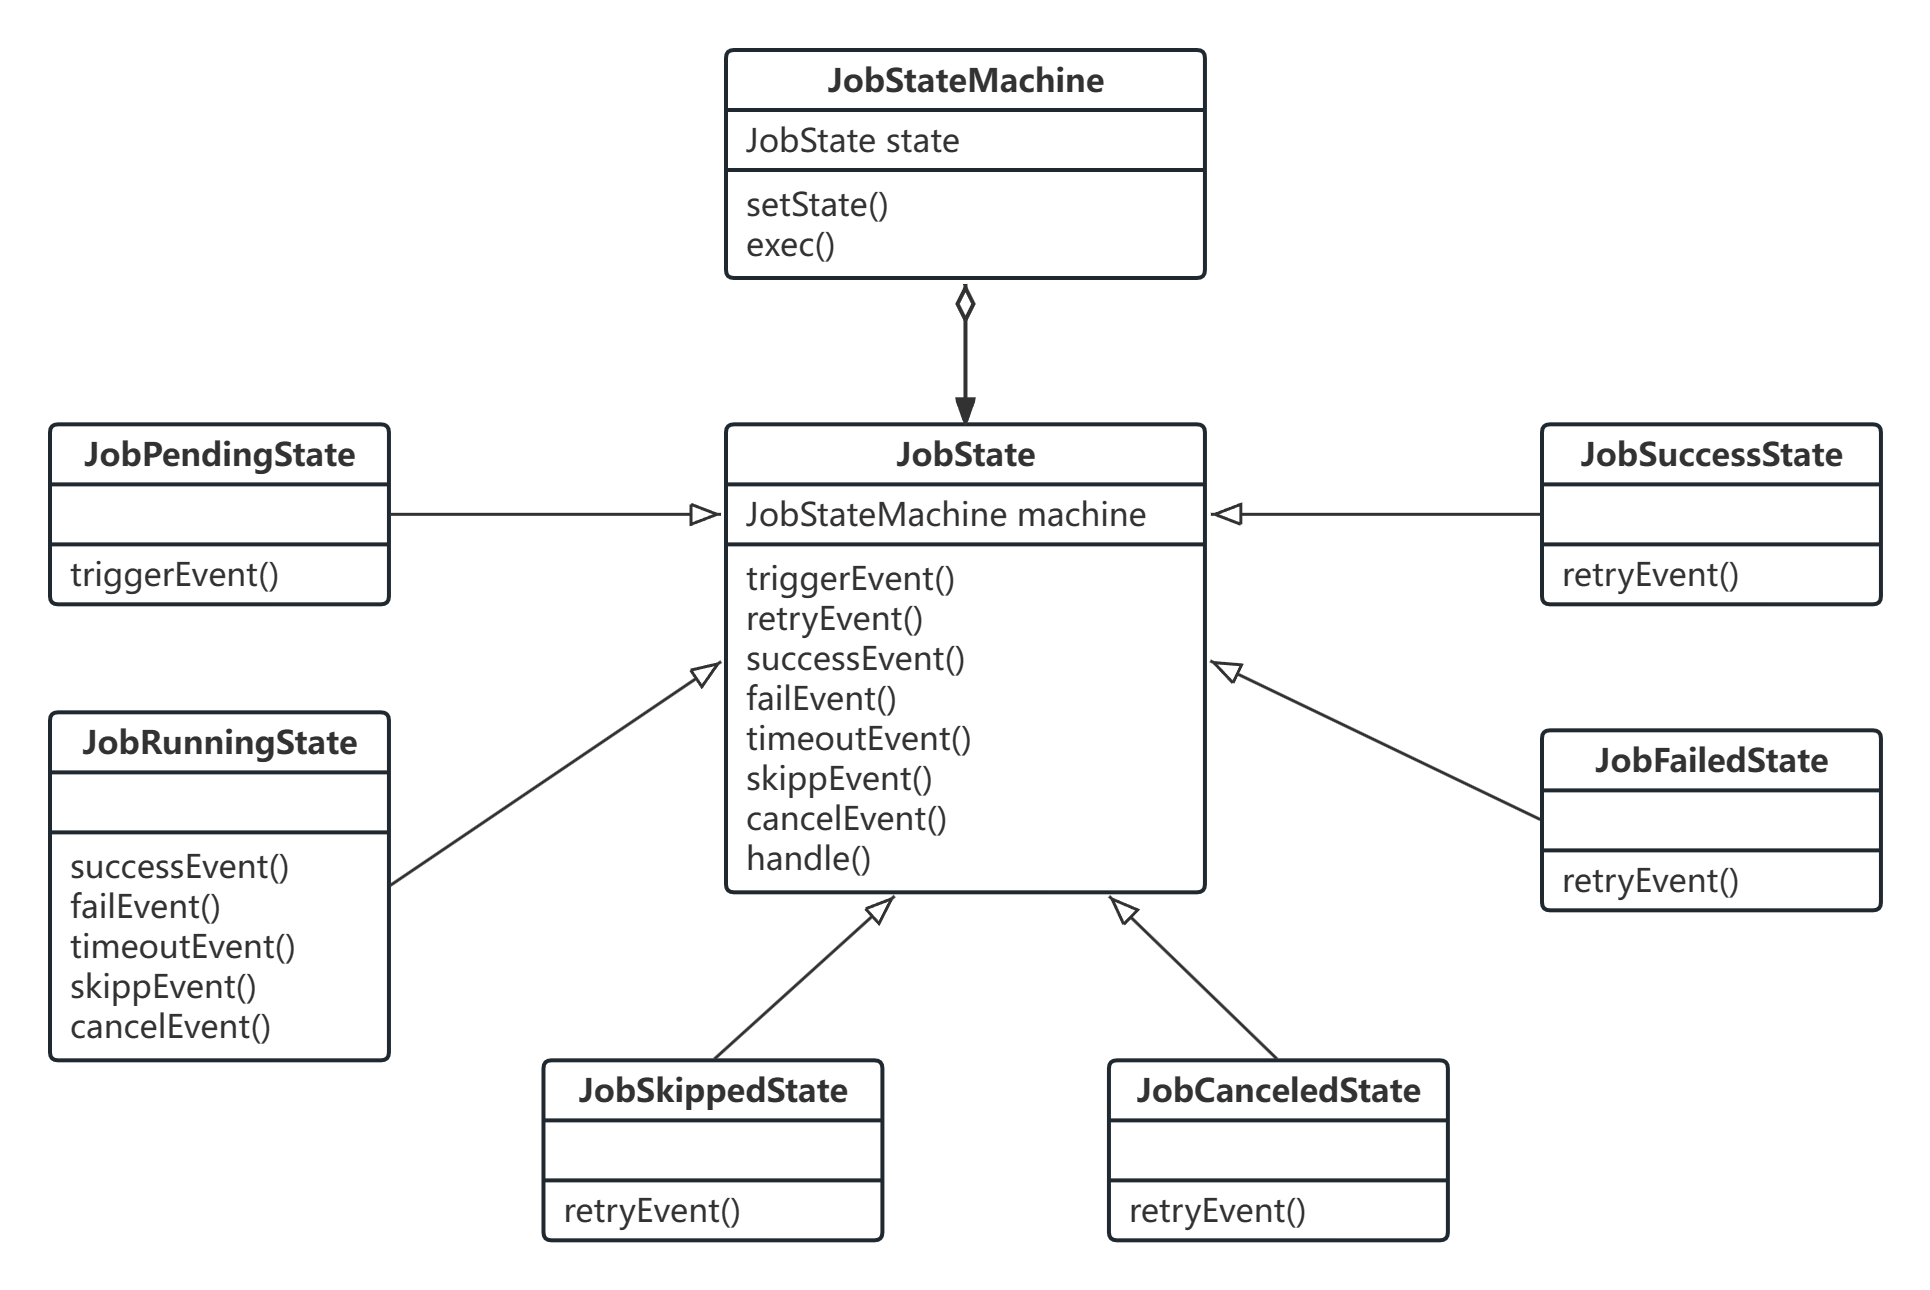 JobStateMachine
JobState state
setState()
exec()
JobPendingState
triggerEvent()
JobState
JobStateMachine machine
triggerEvent()
retryEvent()
successEvent()
failEvent()
timeoutEvent()
skippEvent()
cancelEvent()
handle()
JobSuccessState
retryEvent()
JobRunningState
successEvent()
failEvent()
timeoutEvent()
skippEvent()
cancelEvent()
JobFailedState
retryEvent()
JobSkippedState
retryEvent()
JobCanceledState
retryEvent()